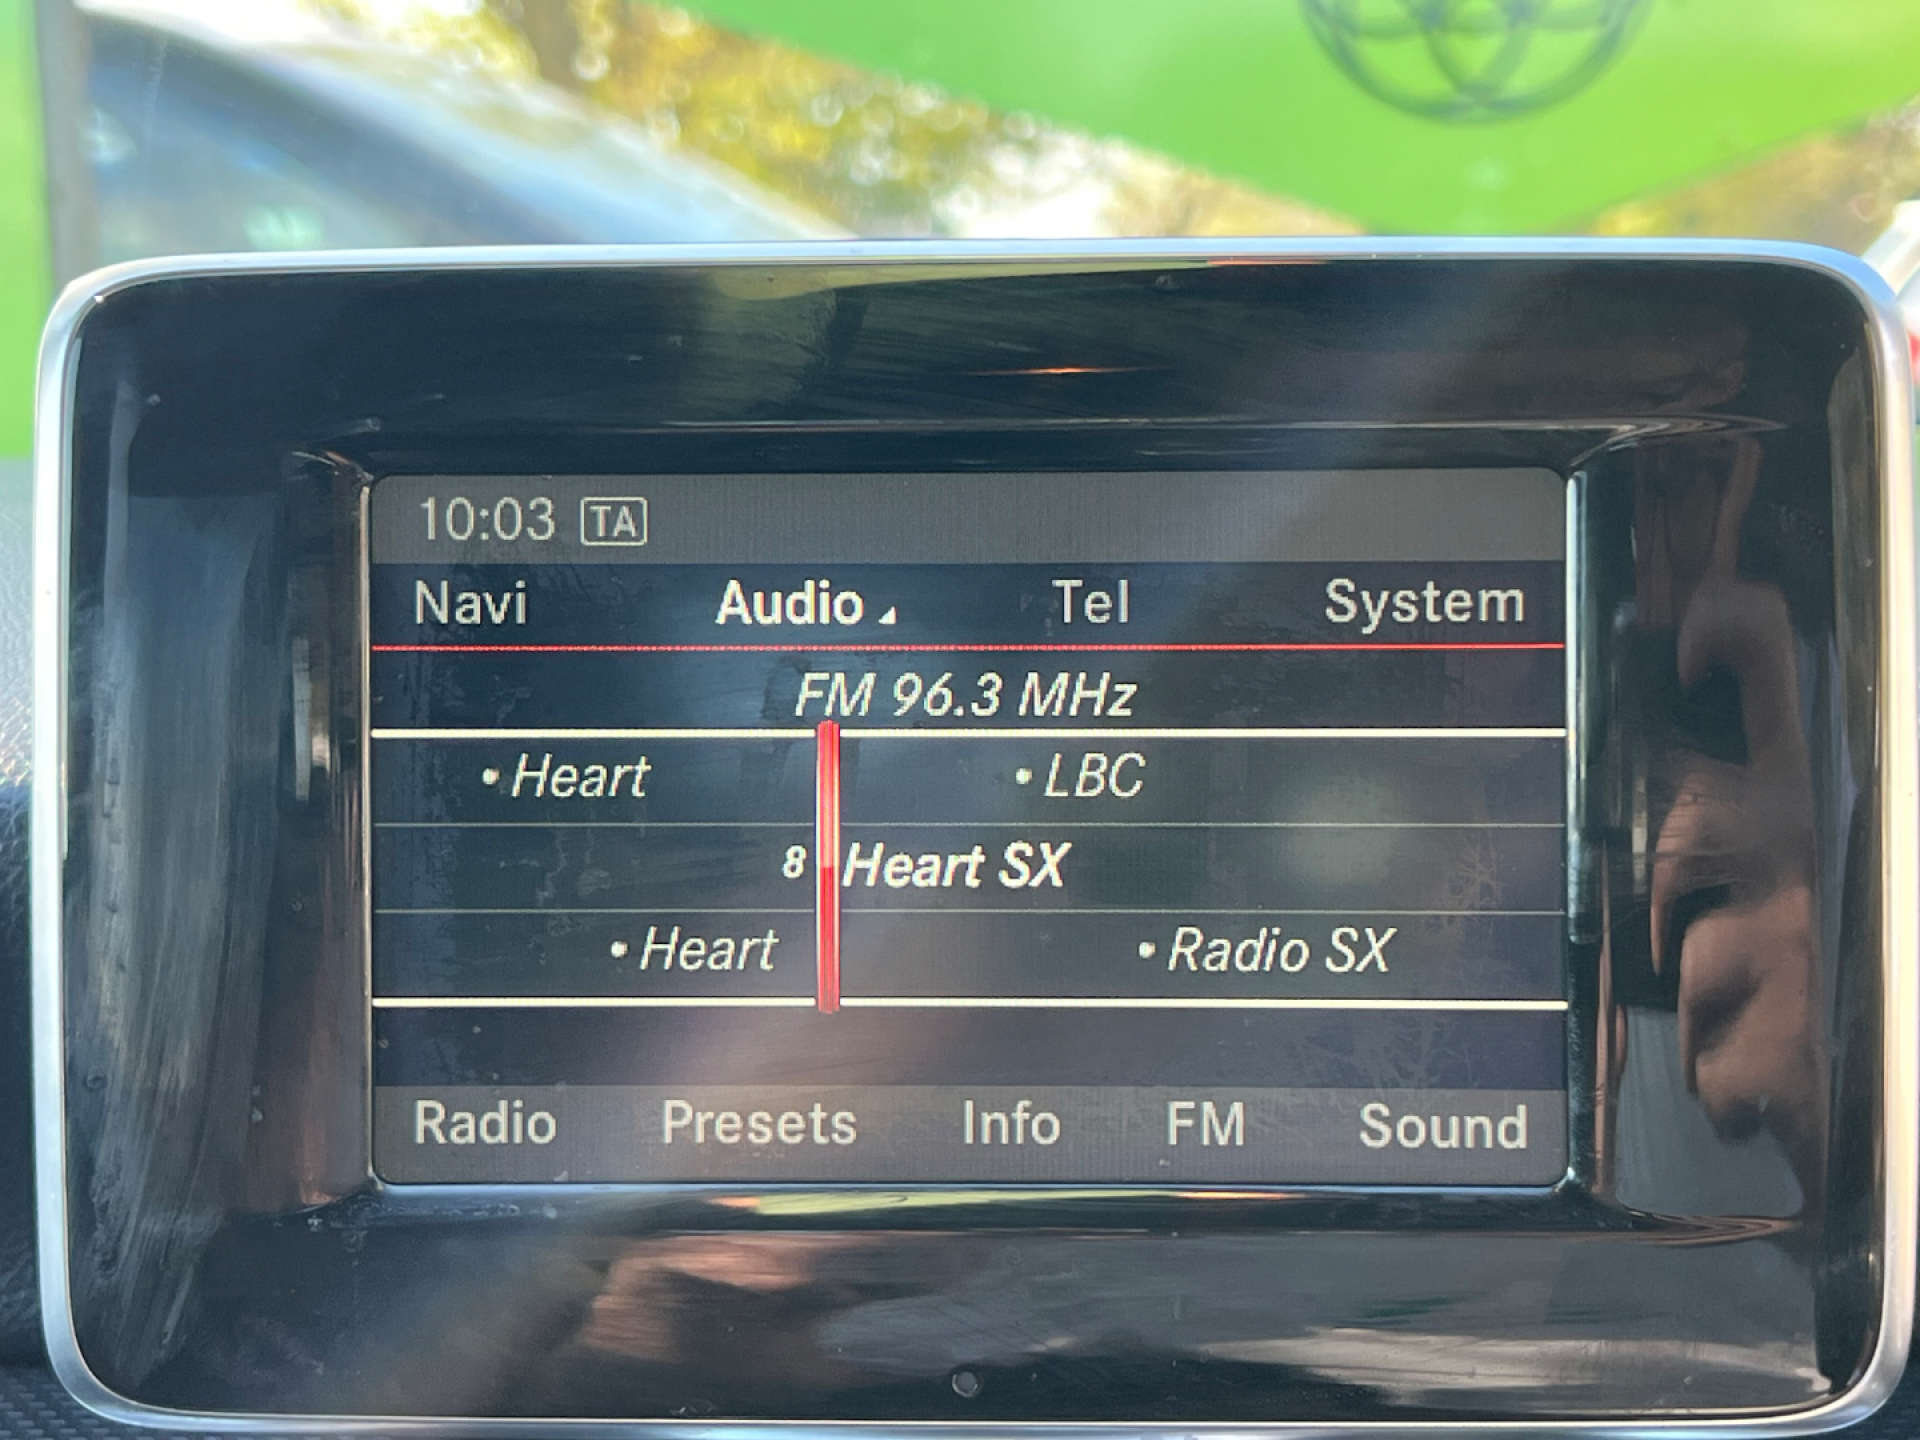 10:03 TA
Navi Audio Tel System
FM 96.3 MHz
• Heart • LBC
8 Heart SX
• Heart • Radio SX
Radio Presets Info FM Sound